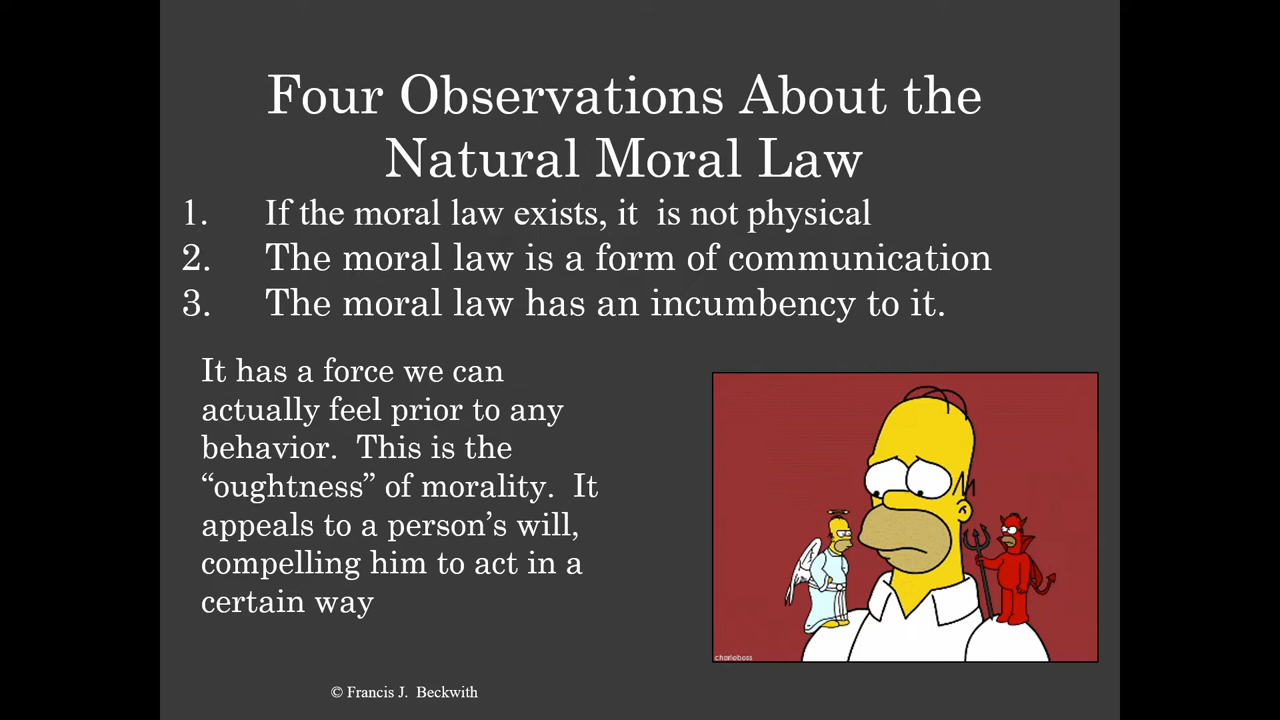 Four Observations About the
Natural Moral Law
1. If the moral law exists, it  is not physical
2. The moral law is a form of communication
3. The moral law has an incumbency to it.
It has a force we can
actually feel prior to any
behavior.  This is the
“oughtness” of morality.  It
appeals to a person’s will,
compelling him to act in a
certain way
charleboss
© Francis J.  Beckwith